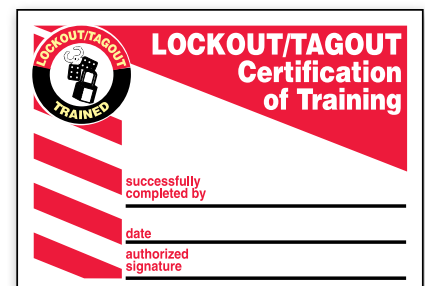 LOCKOUT/TAGOUT
TRAINED
LOCKOUT/TAGOUT
Certification
of Training
successfully
completed by
date
authorized
signature